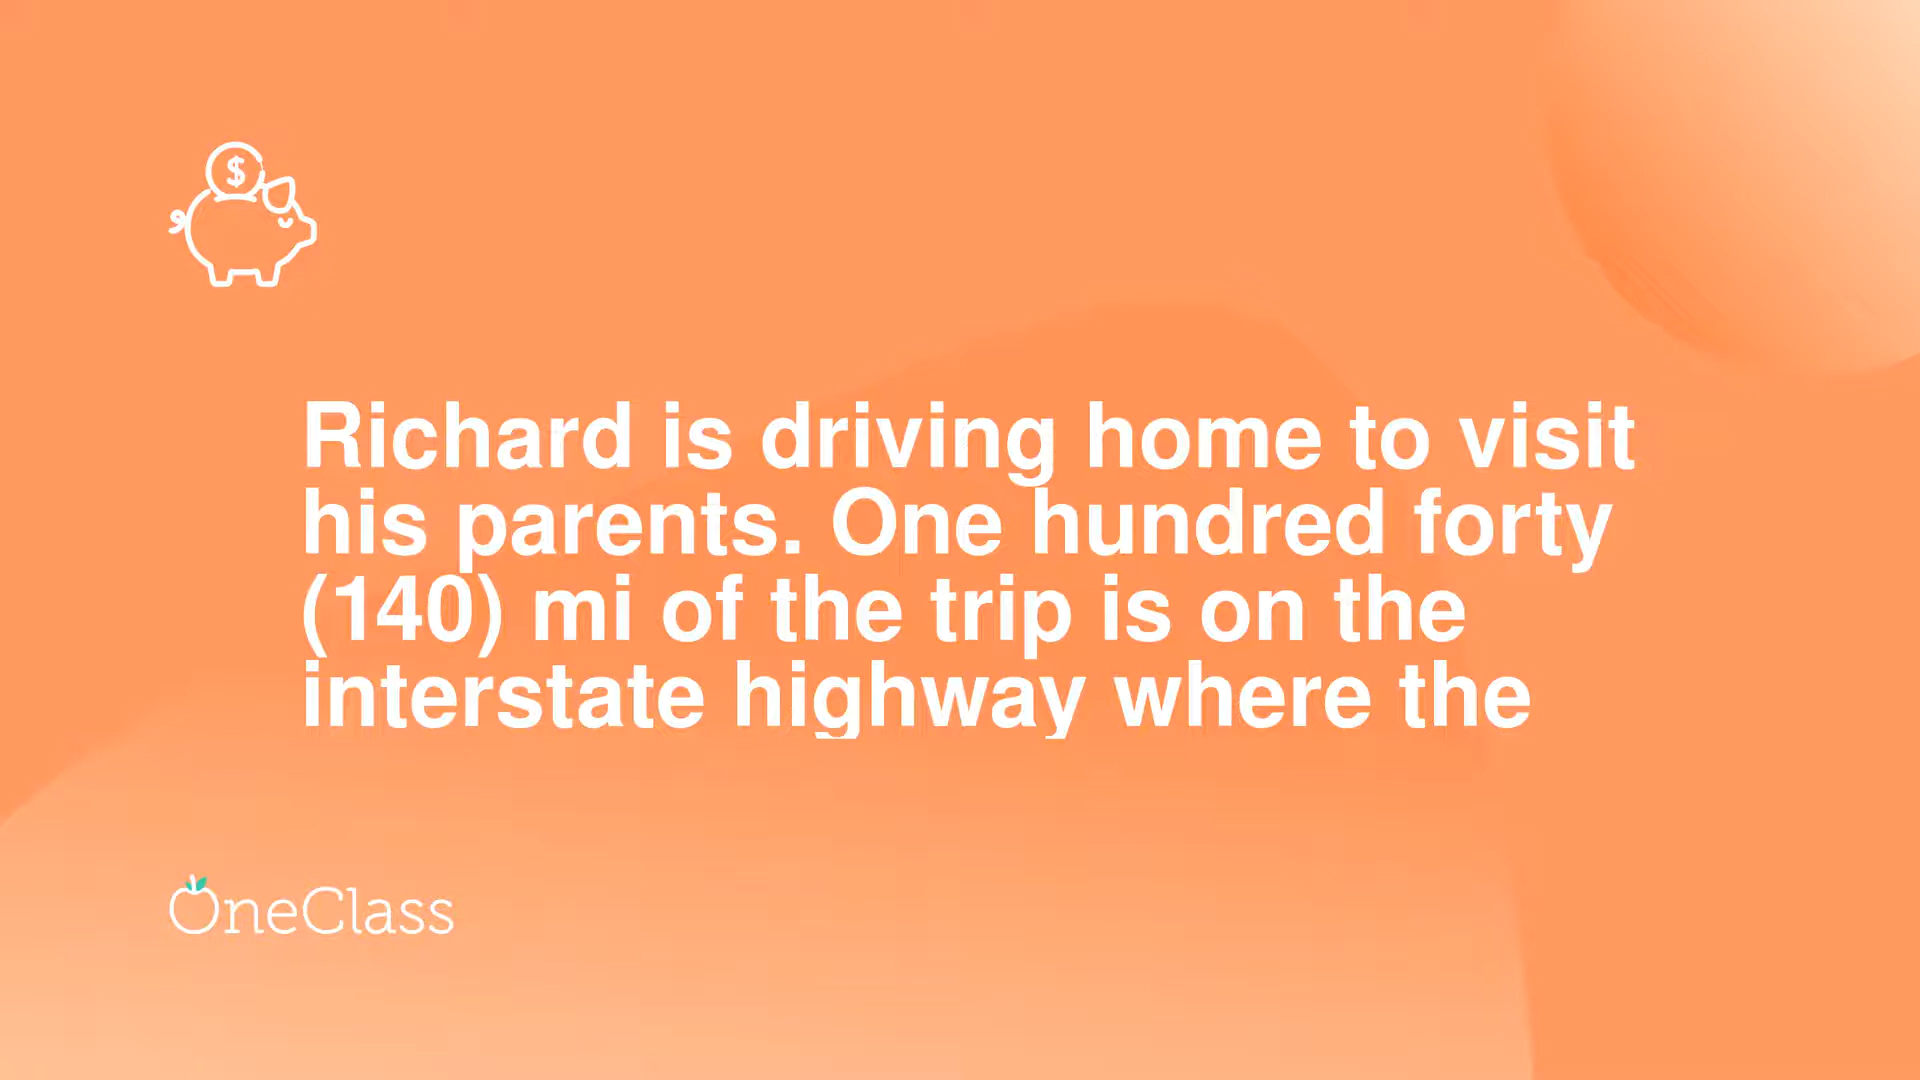 $
Richard is driving home to visit
his parents. One hundred forty
(140) mi of the trip is on the
interstate highway where the
OneClass